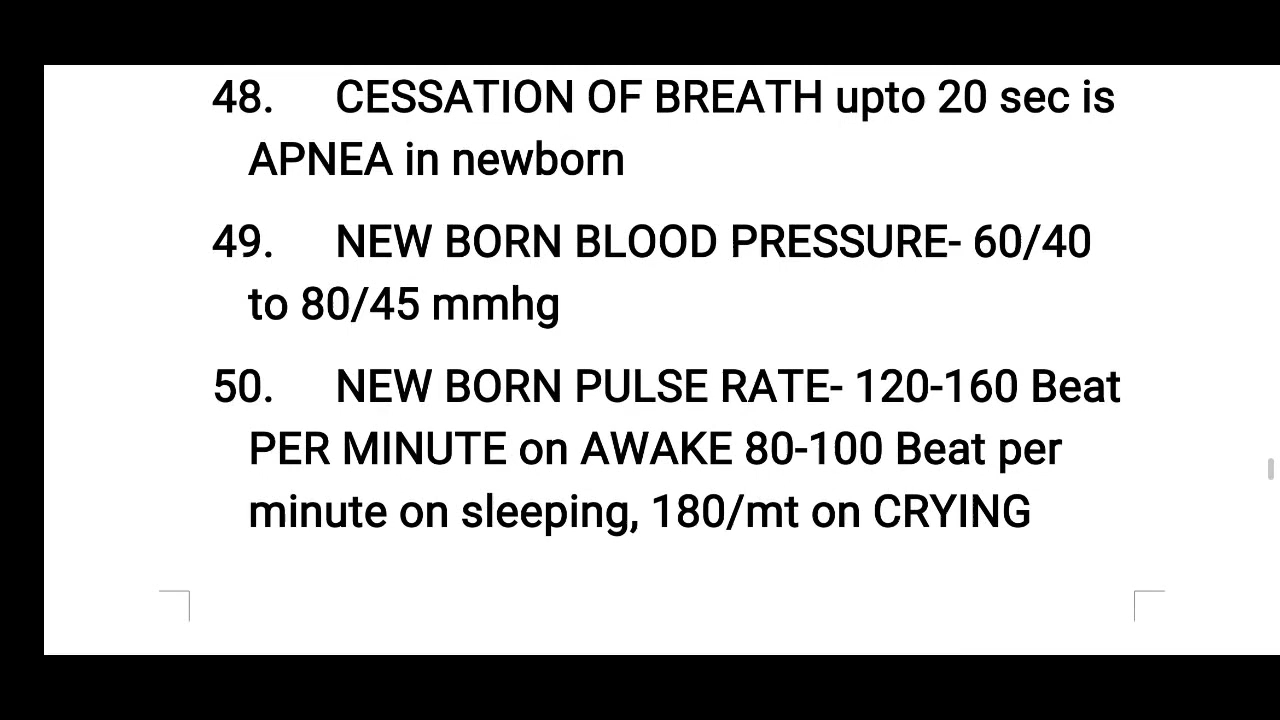 48. CESSATION OF BREATH upto 20 sec is
APNEA in newborn
49. NEW BORN BLOOD PRESSURE- 60/40
to 80/45 mmhg
50. NEW BORN PULSE RATE- 120-160 Beat
PER MINUTE on AWAKE 80-100 Beat per
minute on sleeping, 180/mt on CRYING